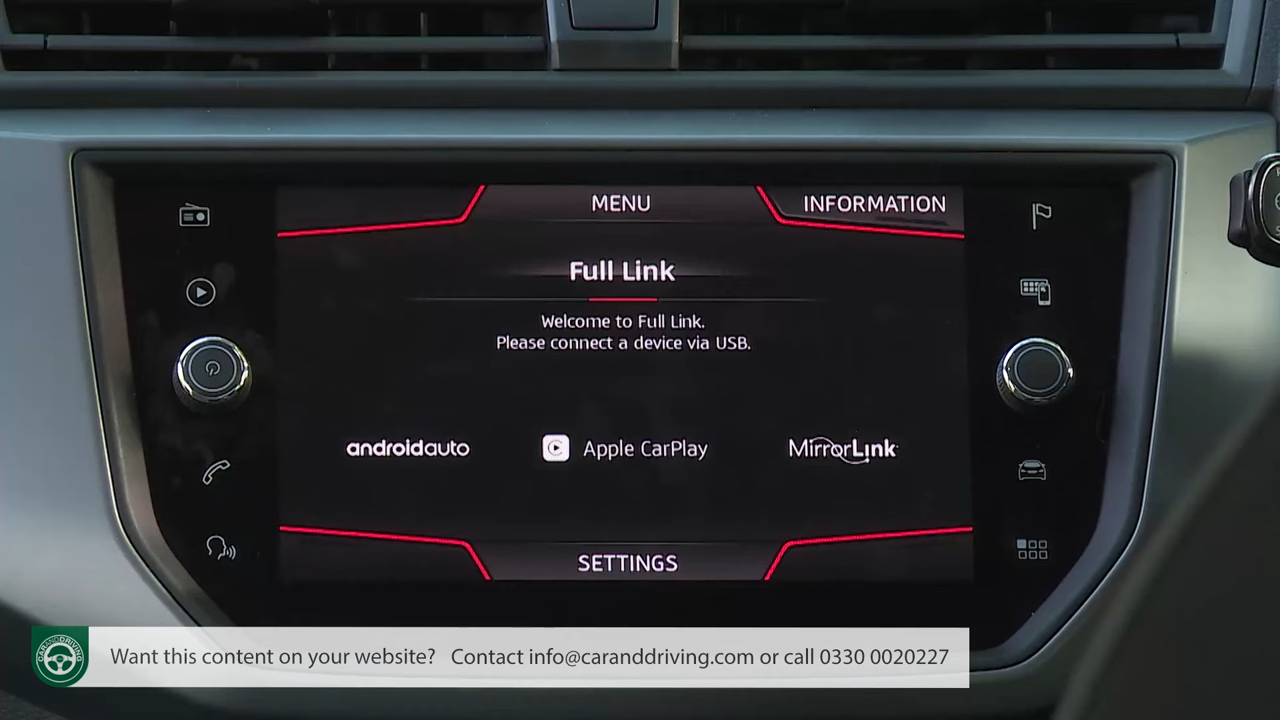 MENU
INFORMATION
Full Link
Welcome to Full Link.
Please connect a device via USB.
androidauto
Apple CarPlay
MirrorLink
SETTINGS
CARANDDRIVING
Want this content on your website? Contact info@caranddriving.com or call 0330 0020227